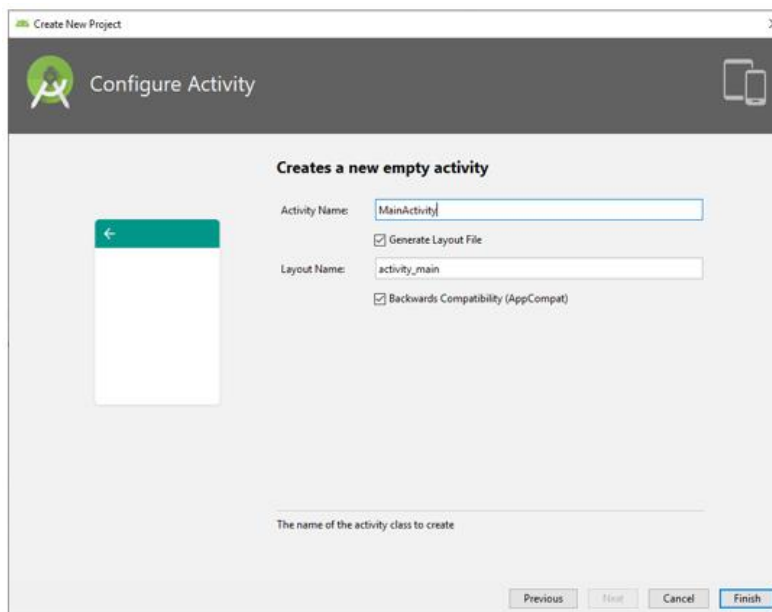 Create New Project
Configure Activity
Creates a new empty activity
Activity Name: MainActivity
Generate Layout File
Layout Name: activity_main
Backwards Compatibility (AppCompat)
The name of the activity class to create
Previous Next Cancel Finish